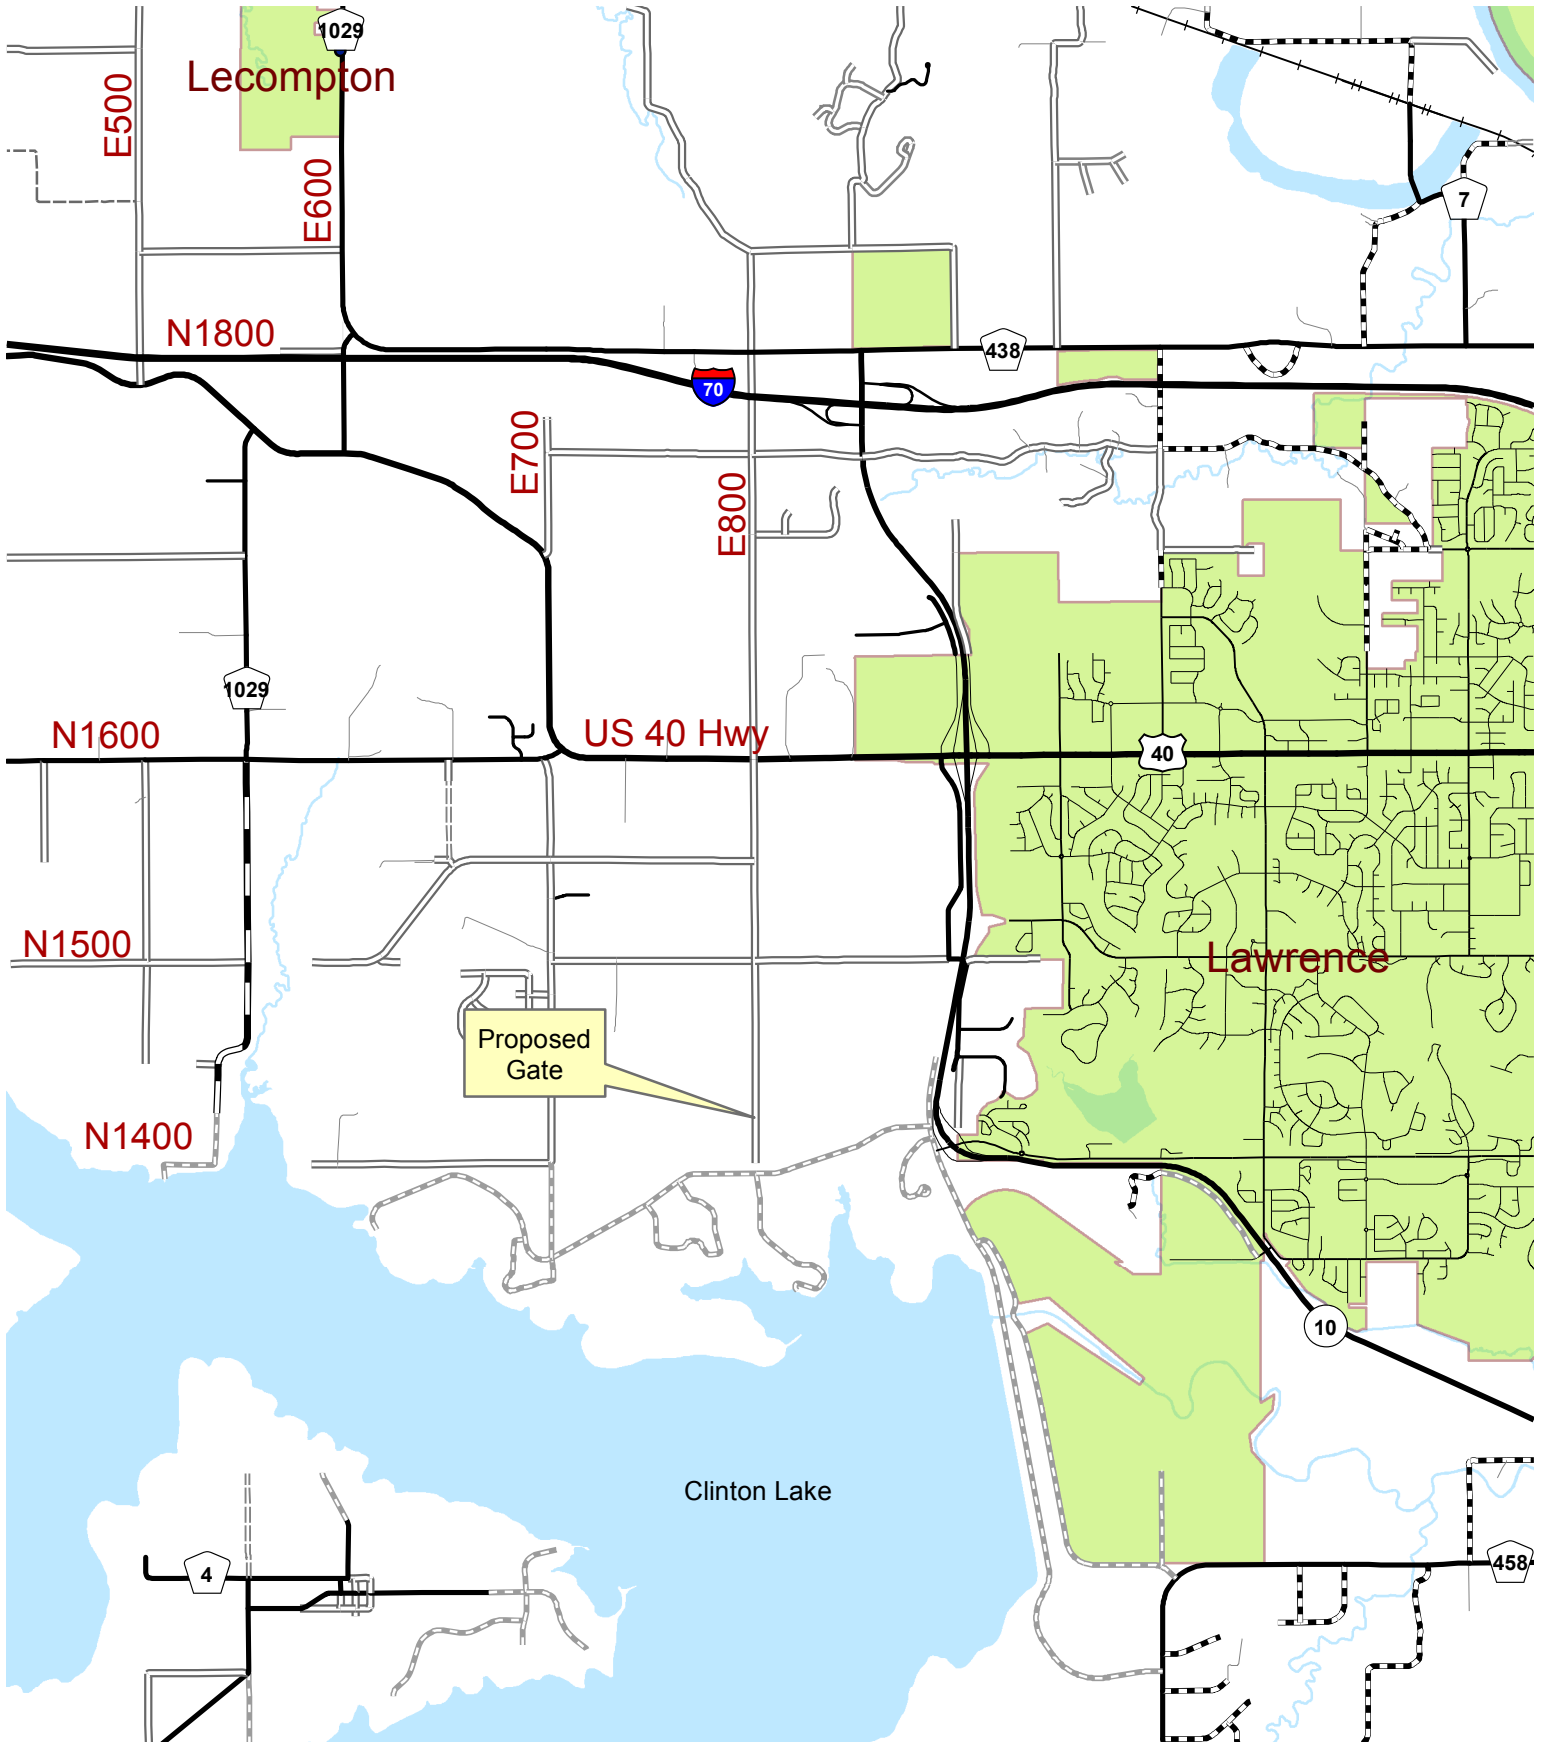 1029
Lecompton
E500
E600
7
N1800
438
70
E700
E800
1029
N1600
US 40 Hwy
40
N1500
Lawrence
Proposed
Gate
N1400
10
Clinton Lake
4
458